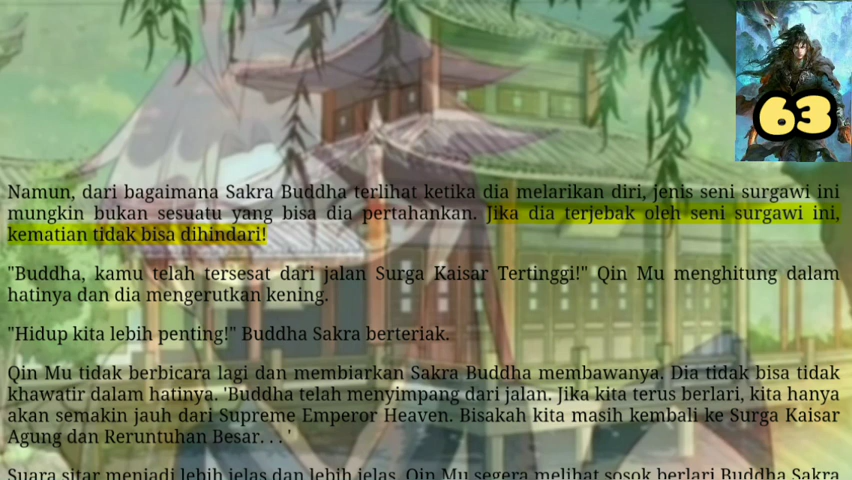 63
Namun, dari bagaimana Sakra Buddha terlihat ketika dia melarikan diri, jenis seni surgawi ini
mungkin bukan sesuatu yang bisa dia pertahankan. Jika dia terjebak oleh seni surgawi ini,
kematian tidak bisa dihindari!
"Buddha, kamu telah tersesat dari jalan Surga Kaisar Tertinggi!" Qin Mu menghitung dalam
hatinya dan dia mengerutkan kening.
"Hidup kita lebih penting!" Buddha Sakra berteriak.
Qin Mu tidak berbicara lagi dan membiarkan Sakra Buddha membawanya. Dia tidak bisa tidak
khawatir dalam hatinya. 'Buddha telah menyimpang dari jalan. Jika kita terus berlari, kita hanya
akan semakin jauh dari Supreme Emperor Heaven. Bisakah kita masih kembali ke Surga Kaisar
Agung dan Reruntuhan Besar. . . '
Suara sitar menjadi lebih jelas dan lebih jelas. Qin Mu segera melihat sosok berlari Buddha Sakra